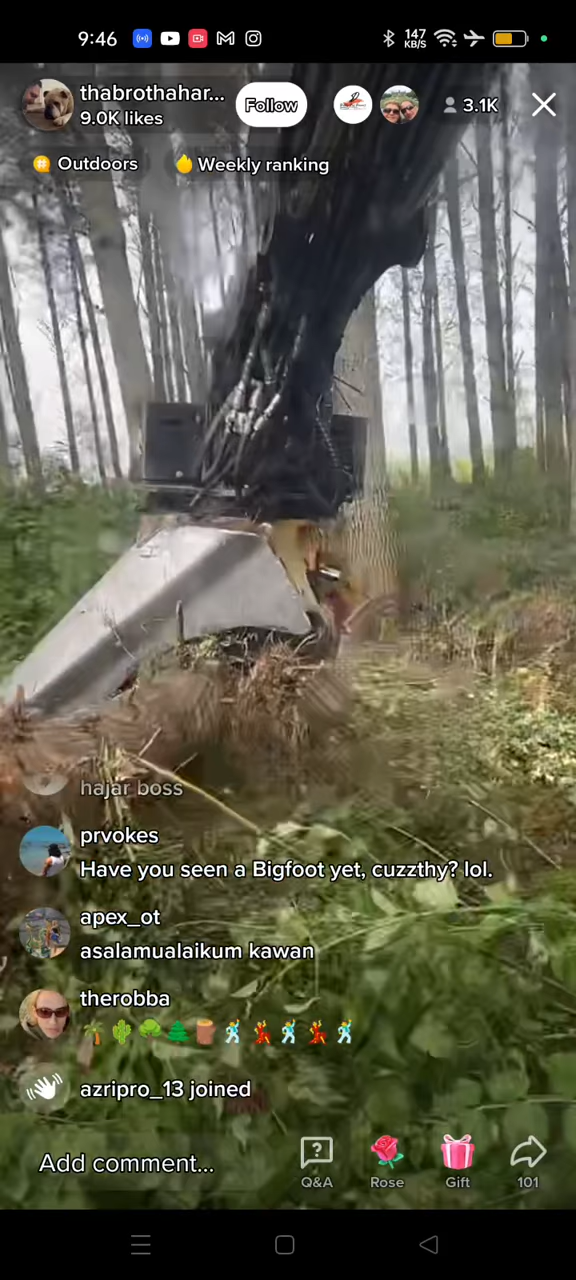 9:46
147
KB/S
thabrothahar...
9.0K likes
Follow
3.1K
Outdoors
Weekly ranking
hajar boss
prvokes
Have you seen a Bigfoot yet, cuzzthy? lol.
apex_ot
asalamualaikum kawan
therobba
🌴🌵🌳🌲🪵🕺💃🕺💃🕺
azripro_13 joined
Add comment...
Q&A
Rose
Gift
101